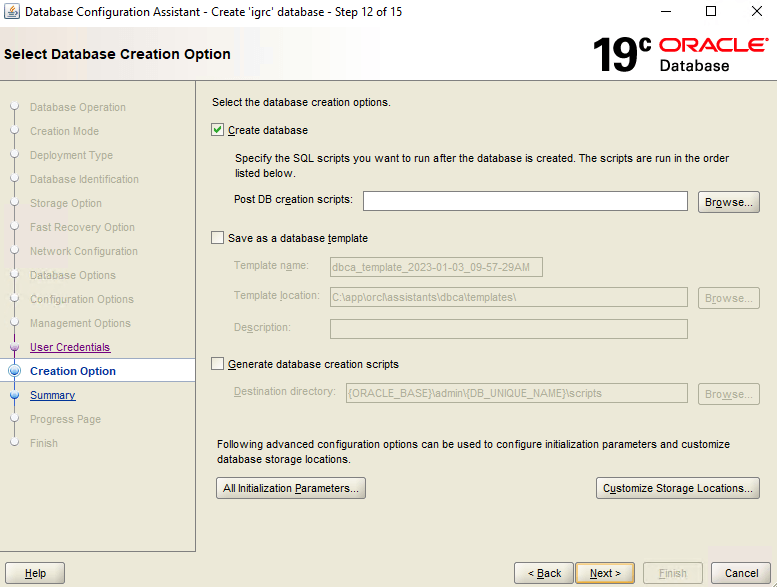 Database Configuration Assistant - Create 'igrc' database - Step 12 of 15
Select Database Creation Option
19c ORACLE
Database
Database Operation
Creation Mode
Deployment Type
Database Identification
Storage Option
Fast Recovery Option
Network Configuration
Database Options
Configuration Options
Management Options
User Credentials
Creation Option
Summary
Progress Page
Finish
Select the database creation options.
Create database
Specify the SQL scripts you want to run after the database is created. The scripts are run in the order
listed below.
Post DB creation scripts: Browse...
Save as a database template
Template name: dbca_template_2023-01-03_09-57-29AM
Template location: C:\app\orcl\assistants\dbca\templates\ Browse...
Description:
Generate database creation scripts
Destination directory: {ORACLE_BASE}\admin\{DB_UNIQUE_NAME}\scripts Browse...
Following advanced configuration options can be used to configure initialization parameters and customize
database storage locations.
All Initialization Parameters... Customize Storage Locations...
Help < Back Next > Finish Cancel